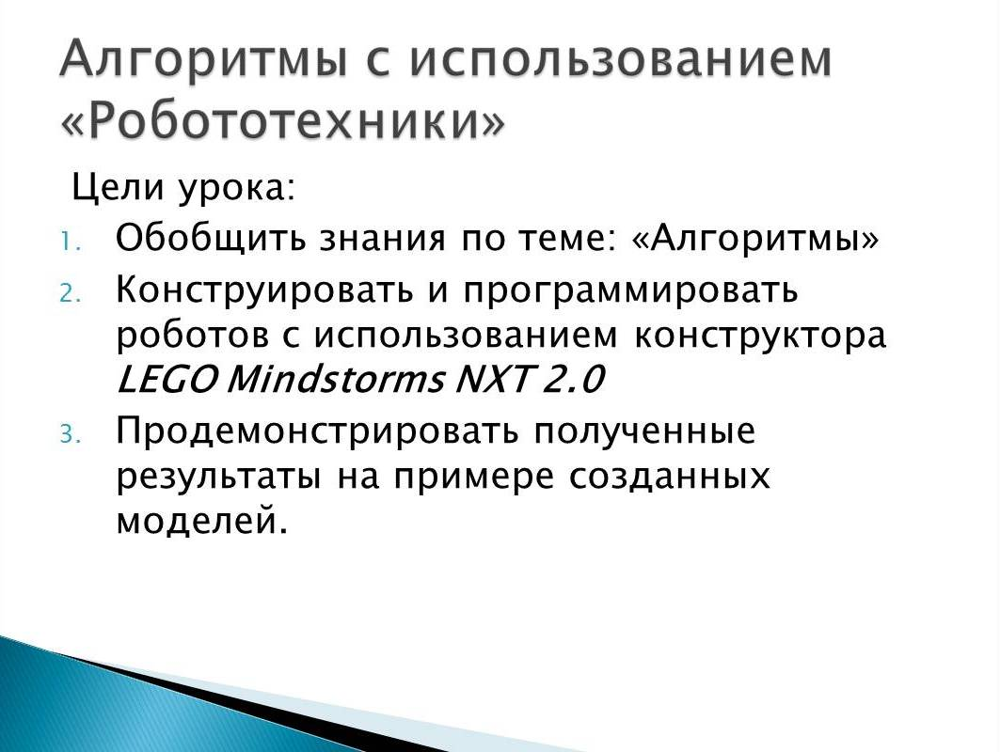 Алгоритмы с использованием
«Робототехники»
Цели урока:
1. Обобщить знания по теме: «Алгоритмы»
2. Конструировать и программировать
роботов с использованием конструктора
LEGO Mindstorms NXT 2.0
3. Продемонстрировать полученные
результаты на примере созданных
моделей.